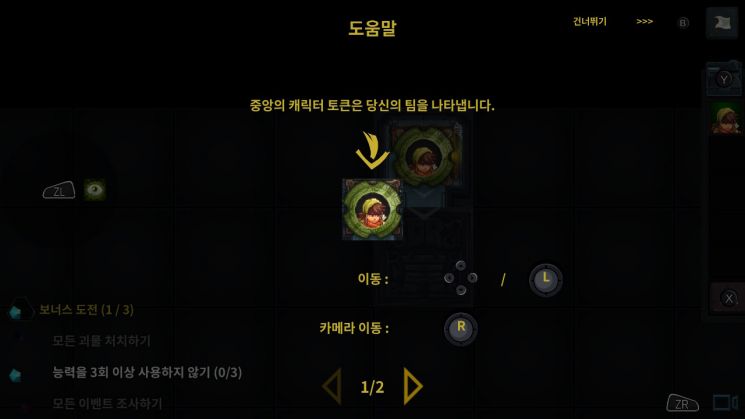 도움말
건너뛰기 >>> B
Y
중앙의 캐릭터 토큰은 당신의 팀을 나타냅니다.
ZL
이동 : / L
X
카메라 이동 : R
보너스 도전 (1 / 3)
모든 괴물 처치하기
능력을 3회 이상 사용하지 않기 (0/3)
모든 이벤트 조사하기
1/2
ZR